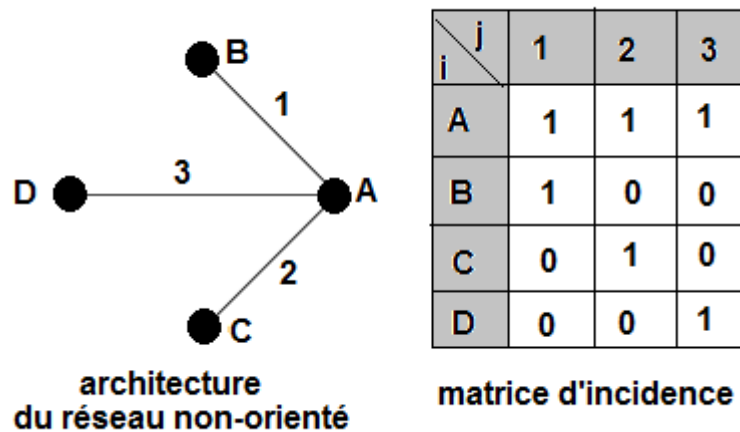 B
1
D
3
A
2
C
architecture
du réseau non-orienté
i j 1 2 3
A 1 1 1
B 1 0 0
C 0 1 0
D 0 0 1
matrice d'incidence